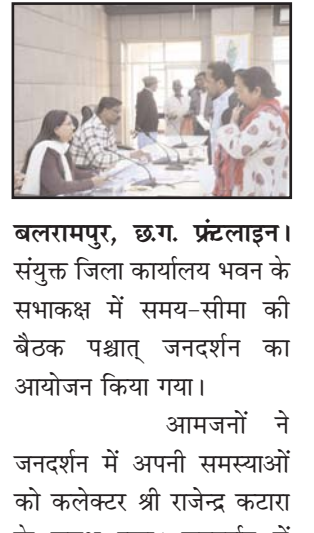 बलरामपुर, छ.ग. फ्रंटलाइन।
संयुक्त जिला कार्यालय भवन के
सभाकक्ष में समय-सीमा की
बैठक पश्चात् जनदर्शन का
आयोजन किया गया।
आमजनों ने
जनदर्शन में अपनी समस्याओं
को कलेक्टर श्री राजेन्द्र कटारा